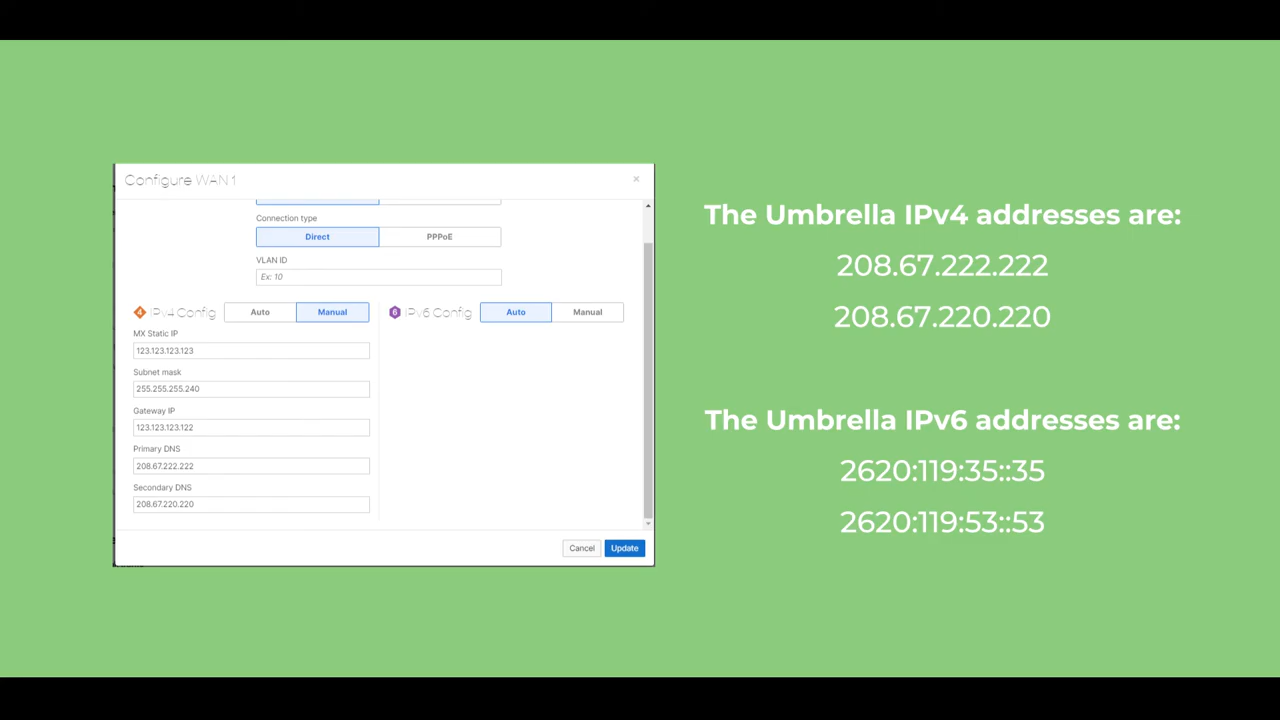 Configure WAN 1
×
Connection type
Direct
PPPoE
VLAN ID
Ex: 10
4 IPv4 Config
Auto
Manual
MX Static IP
123.123.123.123
Subnet mask
255.255.255.240
Gateway IP
123.123.123.122
Primary DNS
208.67.222.222
Secondary DNS
208.67.220.220
6 IPv6 Config
Auto
Manual
Cancel
Update
The Umbrella IPv4 addresses are:
208.67.222.222
208.67.220.220
The Umbrella IPv6 addresses are:
2620:119:35::35
2620:119:53::53